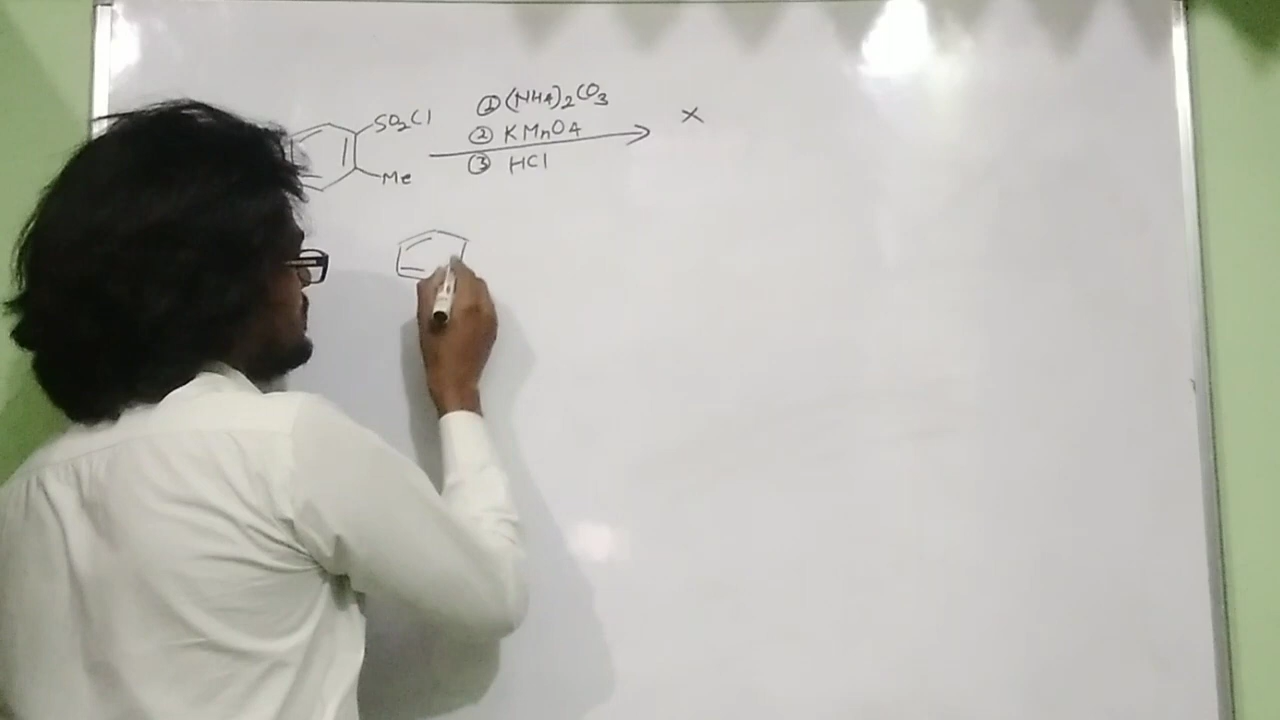 SO₂Cl
Me
① (NH4)₂CO₃
② KMnO4
③ HCl
X